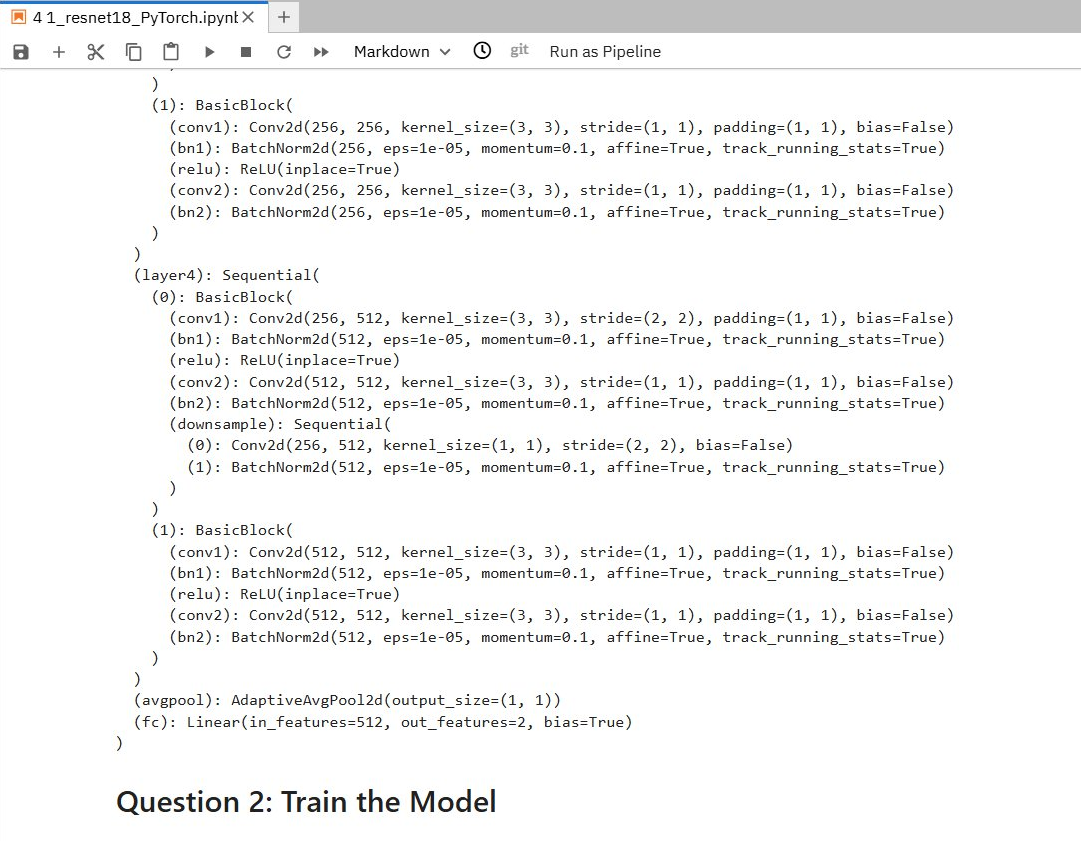 4 1_resnet18_PyTorch.ipynb
Markdown
git
Run as Pipeline
)
(1): BasicBlock(
(conv1): Conv2d(256, 256, kernel_size=(3, 3), stride=(1, 1), padding=(1, 1), bias=False)
(bn1): BatchNorm2d(256, eps=1e-05, momentum=0.1, affine=True, track_running_stats=True)
(relu): ReLU(inplace=True)
(conv2): Conv2d(256, 256, kernel_size=(3, 3), stride=(1, 1), padding=(1, 1), bias=False)
(bn2): BatchNorm2d(256, eps=1e-05, momentum=0.1, affine=True, track_running_stats=True)
)
)
(layer4): Sequential(
(0): BasicBlock(
(conv1): Conv2d(256, 512, kernel_size=(3, 3), stride=(2, 2), padding=(1, 1), bias=False)
(bn1): BatchNorm2d(512, eps=1e-05, momentum=0.1, affine=True, track_running_stats=True)
(relu): ReLU(inplace=True)
(conv2): Conv2d(512, 512, kernel_size=(3, 3), stride=(1, 1), padding=(1, 1), bias=False)
(bn2): BatchNorm2d(512, eps=1e-05, momentum=0.1, affine=True, track_running_stats=True)
(downsample): Sequential(
(0): Conv2d(256, 512, kernel_size=(1, 1), stride=(2, 2), bias=False)
(1): BatchNorm2d(512, eps=1e-05, momentum=0.1, affine=True, track_running_stats=True)
)
)
(1): BasicBlock(
(conv1): Conv2d(512, 512, kernel_size=(3, 3), stride=(1, 1), padding=(1, 1), bias=False)
(bn1): BatchNorm2d(512, eps=1e-05, momentum=0.1, affine=True, track_running_stats=True)
(relu): ReLU(inplace=True)
(conv2): Conv2d(512, 512, kernel_size=(3, 3), stride=(1, 1), padding=(1, 1), bias=False)
(bn2): BatchNorm2d(512, eps=1e-05, momentum=0.1, affine=True, track_running_stats=True)
)
)
(avgpool): AdaptiveAvgPool2d(output_size=(1, 1))
(fc): Linear(in_features=512, out_features=2, bias=True)
)
Question 2: Train the Model